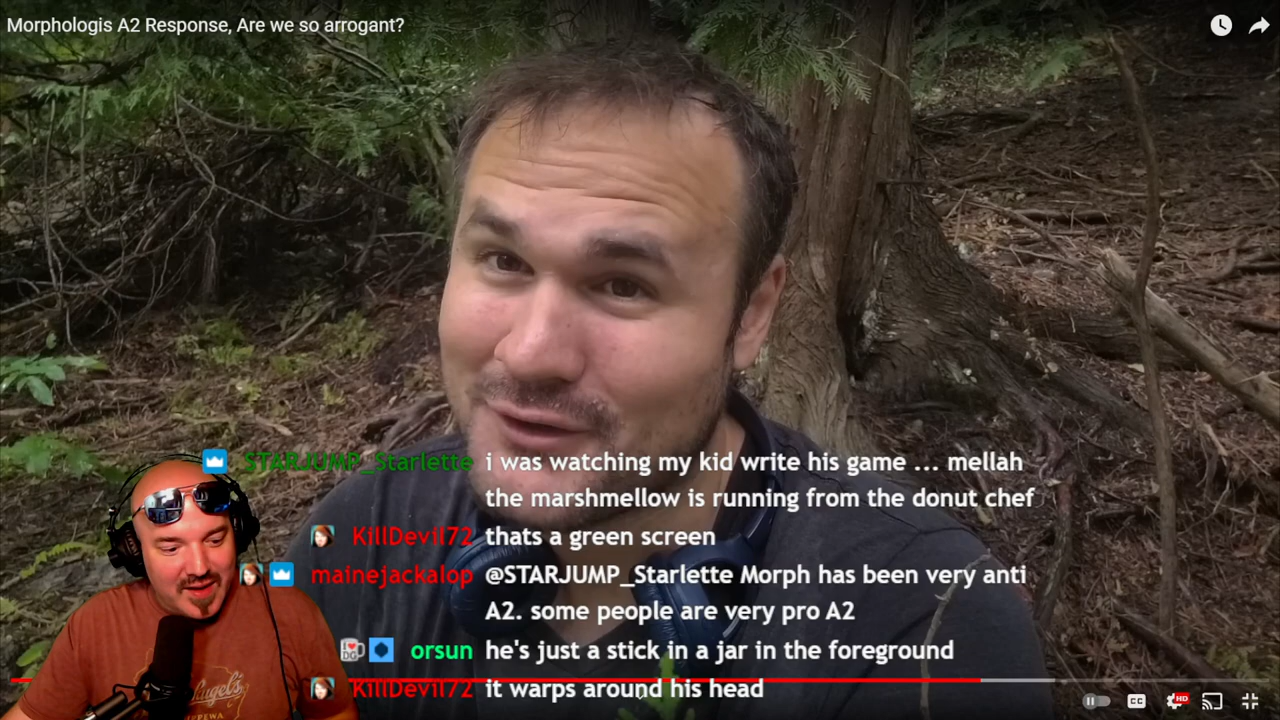 Morphologis A2 Response, Are we so arrogant?
STARJUMP_Starlette i was watching my kid write his game ... mellah
the marshmellow is running from the donut chef
KillDevil72 thats a green screen
mainejackalop @STARJUMP_Starlette Morph has been very anti
A2. some people are very pro A2
orsun he's just a stick in a jar in the foreground
KillDevil72 it warps around his head
CC
HD